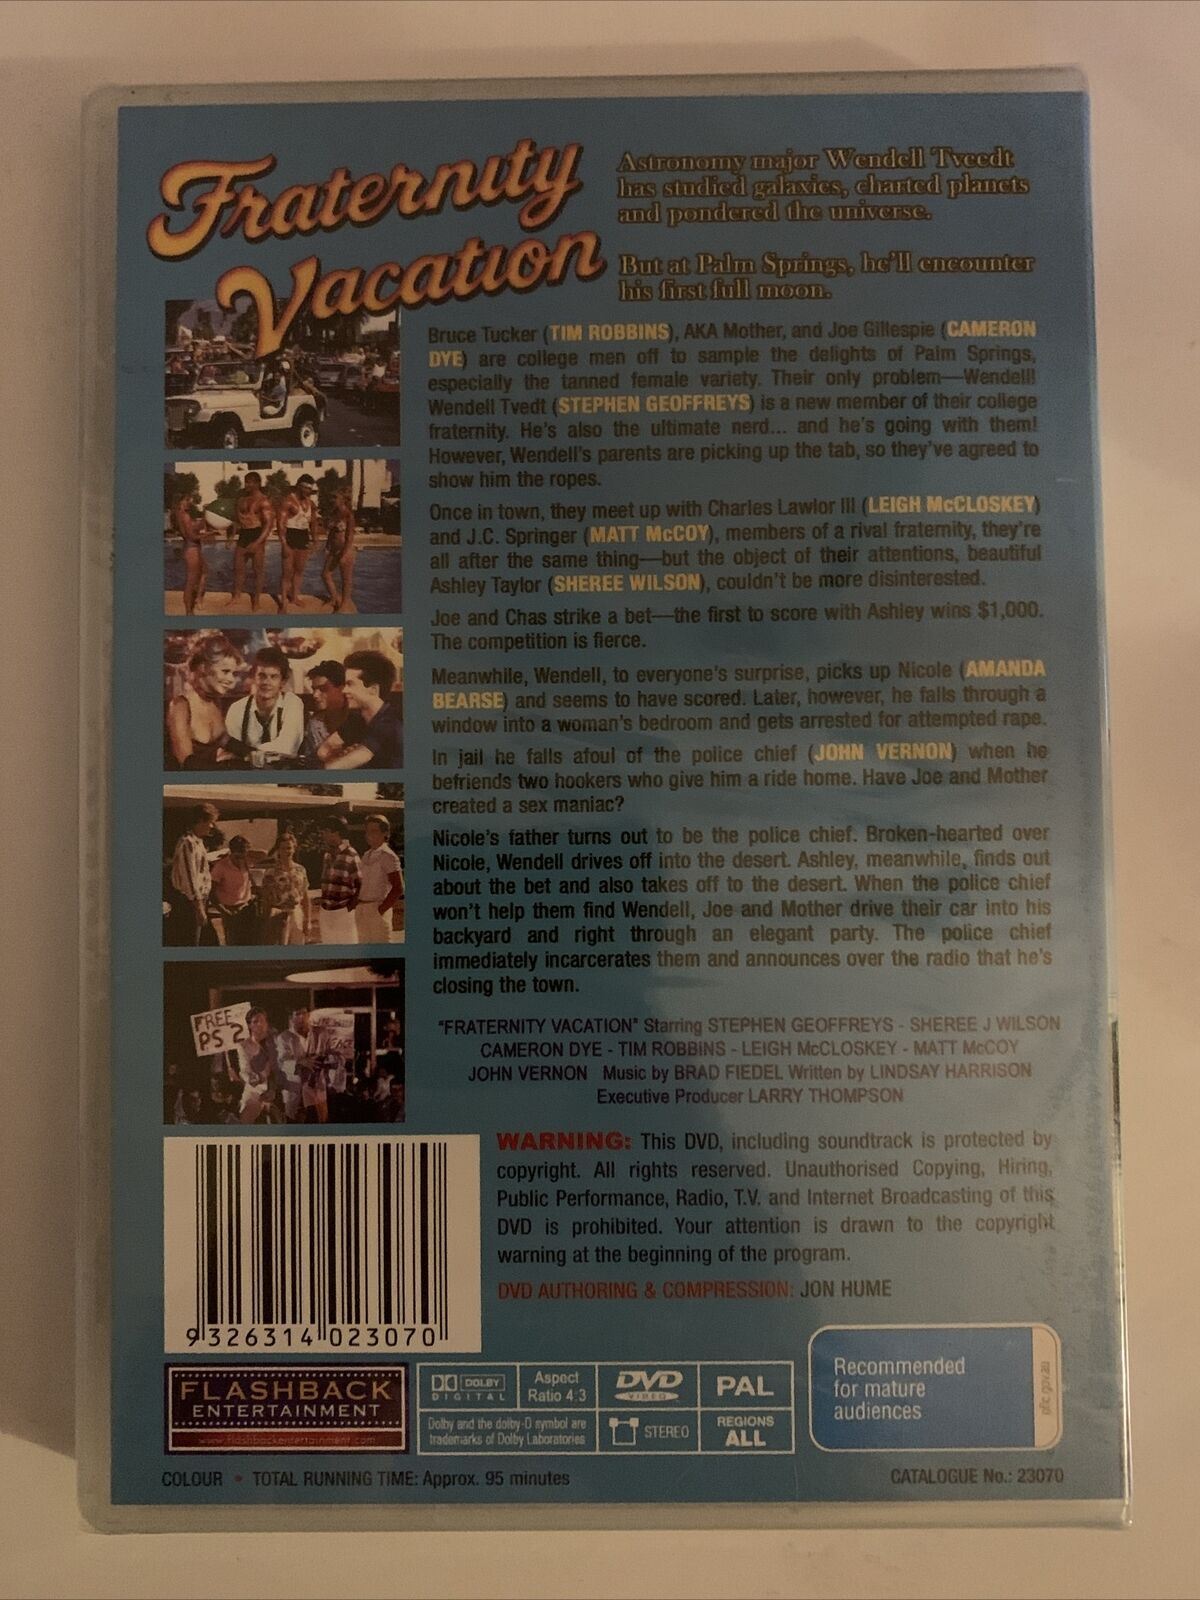 Fraternity
Vacation
Astronomy major Wendell Tveedt
has studied galaxies, charted planets
and pondered the universe.
But at Palm Springs, he'll encounter
his first full moon.
Bruce Tucker (TIM ROBBINS), AKA Mother, and Joe Gillespie (CAMERON
DYE) are college men off to sample the delights of Palm Springs,
especially the tanned female variety. Their only problem—Wendell!
Wendell Tvedt (STEPHEN GEOFFREYS) is a new member of their college
fraternity. He's also the ultimate nerd... and he's going with them!
However, Wendell's parents are picking up the tab, so they've agreed to
show him the ropes.
Once in town, they meet up with Charles Lawlor III (LEIGH McCLOSKEY)
and J.C. Springer (MATT McCOY), members of a rival fraternity, they're
all after the same thing—but the object of their attentions, beautiful
Ashley Taylor (SHEREE WILSON), couldn't be more disinterested.
Joe and Chas strike a bet—the first to score with Ashley wins $1,000.
The competition is fierce.
Meanwhile, Wendell, to everyone's surprise, picks up Nicole (AMANDA
BEARSE) and seems to have scored. Later, however, he falls through a
window into a woman's bedroom and gets arrested for attempted rape.
In jail he falls afoul of the police chief (JOHN VERNON) when he
befriends two hookers who give him a ride home. Have Joe and Mother
created a sex maniac?
Nicole's father turns out to be the police chief. Broken-hearted over
Nicole, Wendell drives off into the desert. Ashley, meanwhile, finds out
about the bet and also takes off to the desert. When the police chief
won't help them find Wendell, Joe and Mother drive their car into his
backyard and right through an elegant party. The police chief
immediately incarcerates them and announces over the radio that he's
closing the town.
FREE
PS 2
"FRATERNITY VACATION" Starring STEPHEN GEOFFREYS - SHEREE J WILSON
CAMERON DYE - TIM ROBBINS - LEIGH McCLOSKEY - MATT McCOY
JOHN VERNON Music by BRAD FIEDEL Written by LINDSAY HARRISON
Executive Producer LARRY THOMPSON
WARNING: This DVD, including soundtrack is protected by
copyright. All rights reserved. Unauthorised Copying, Hiring,
Public Performance, Radio, T.V. and Internet Broadcasting of this
DVD is prohibited. Your attention is drawn to the copyright
warning at the beginning of the program.
DVD AUTHORING & COMPRESSION: JON HUME
9 326314 023070
FLASHBACK
ENTERTAINMENT
www.flashbackentertainment.com
DOLBY
DIGITAL
Aspect
Ratio 4:3
DVD
VIDEO
PAL
Dolby and the dolby-D symbol are
trademarks of Dolby Laboratories
STEREO
REGIONS
ALL
Recommended
for mature
audiences
oflc.gov.au
COLOUR • TOTAL RUNNING TIME: Approx. 95 minutes
CATALOGUE No.: 23070